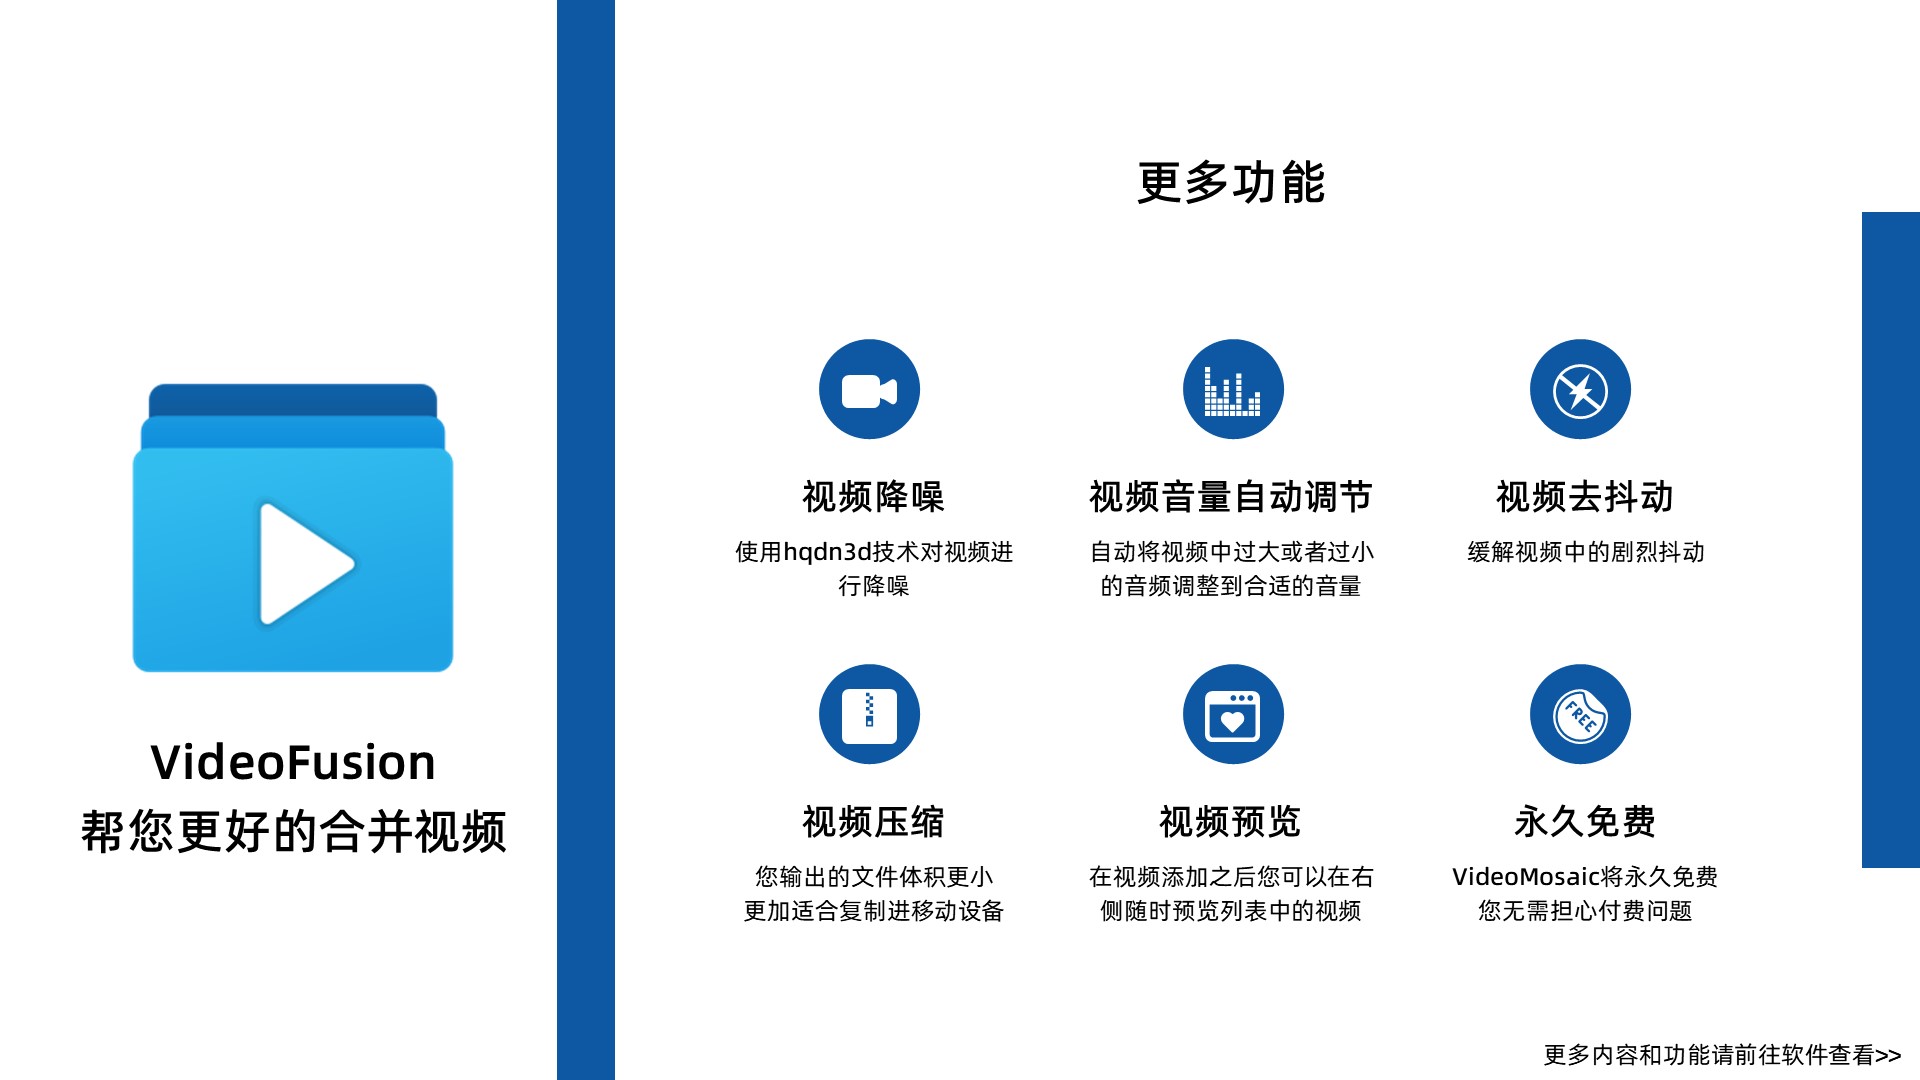 VideoFusion
帮您更好的合并视频
更多功能
视频降噪
使用hqdn3d技术对视频进
行降噪
视频音量自动调节
自动将视频中过大或者过小
的音频调整到合适的音量
视频去抖动
缓解视频中的剧烈抖动
视频压缩
您输出的文件体积更小
更加适合复制进移动设备
视频预览
在视频添加之后您可以在右
侧随时预览列表中的视频
FREE
永久免费
VideoMosaic将永久免费
您无需担心付费问题
更多内容和功能请前往软件查看>>